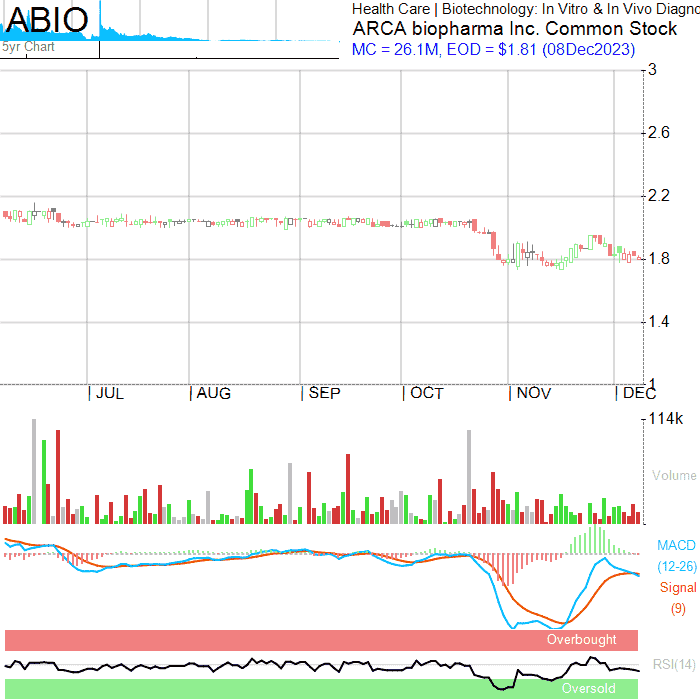 ABIO
5yr Chart
Health Care | Biotechnology: In Vitro & In Vivo Diagno
ARCA biopharma Inc. Common Stock
MC = 26.1M, EOD = $1.81 (08Dec2023)
3
2.6
2.2
1.8
1.4
1
JUL AUG SEP OCT NOV DEC
114k
Volume
MACD
(12-26)
Signal
(9)
Overbought
RSI(14)
Oversold